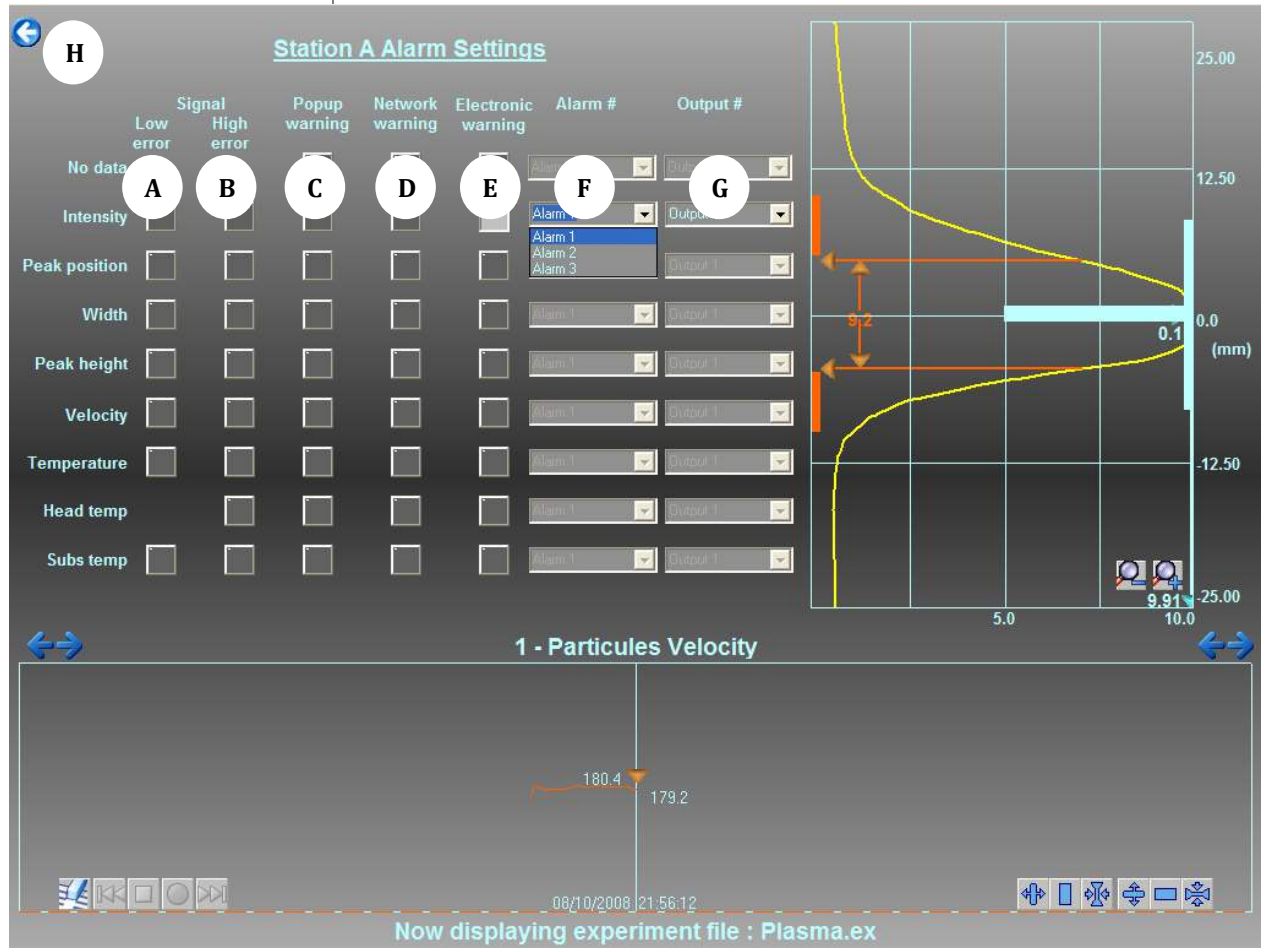 H
Station A Alarm Settings
Signal
Low error
High error
Popup warning
Network warning
Electronic warning
Alarm #
Output #
No data
A
B
C
D
E
F
G
Intensity
Alarm 1
Alarm 2
Alarm 3
Peak position
Output 1
Width
Alarm 1
Output 1
Peak height
Alarm 1
Output 1
Velocity
Alarm 1
Output 1
Temperature
Alarm 1
Output 1
Head temp
Alarm 1
Output 1
Subs temp
Alarm 1
Output 1
25.00
12.50
9.2
0.0
0.1
(mm)
-12.50
9.91
-25.00
5.0
10.0
1 - Particules Velocity
180.4
179.2
08/10/2008 21:56:12
Now displaying experiment file : Plasma.ex